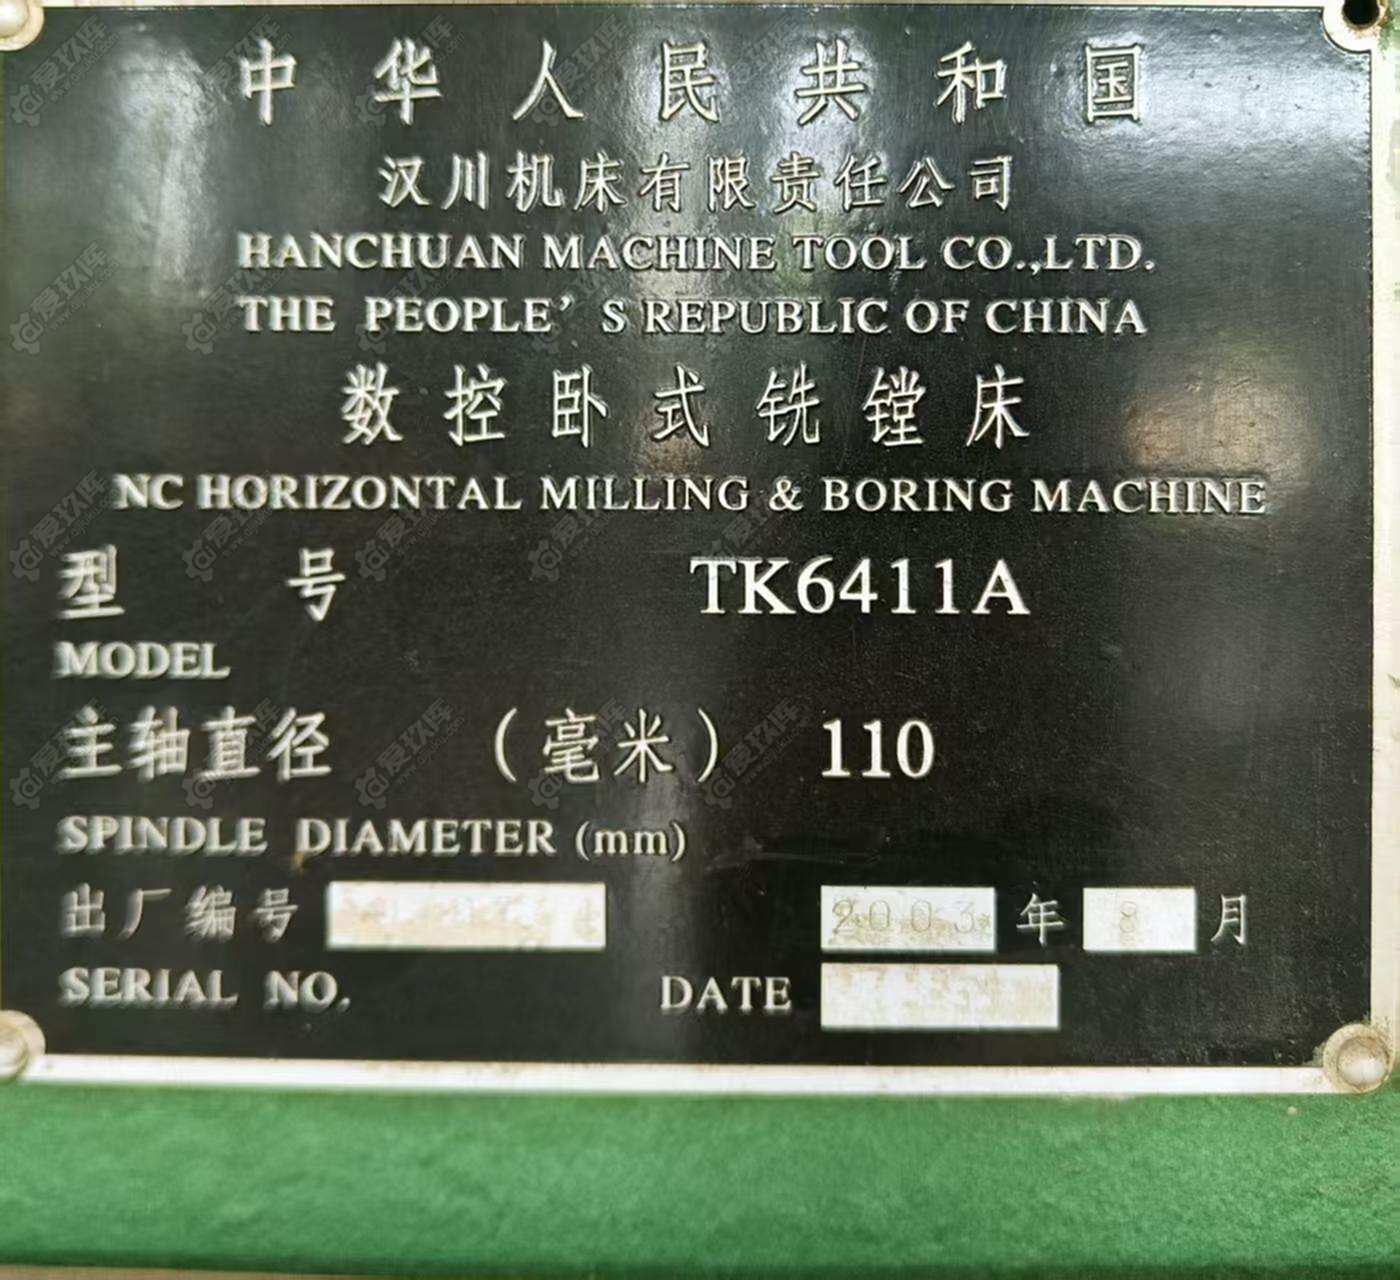 中华人民共和国
汉川机床有限责任公司
HANCHUAN MACHINE TOOL CO.,LTD.
THE PEOPLE'S REPUBLIC OF CHINA
数控卧式铣镗床
NC HORIZONTAL MILLING & BORING MACHINE
型号 TK6411A
MODEL
主轴直径 (毫米) 110
SPINDLE DIAMETER (mm)
出厂编号 2003 年 8 月
SERIAL NO. DATE